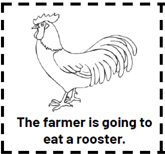 The farmer is going to
eat a rooster.